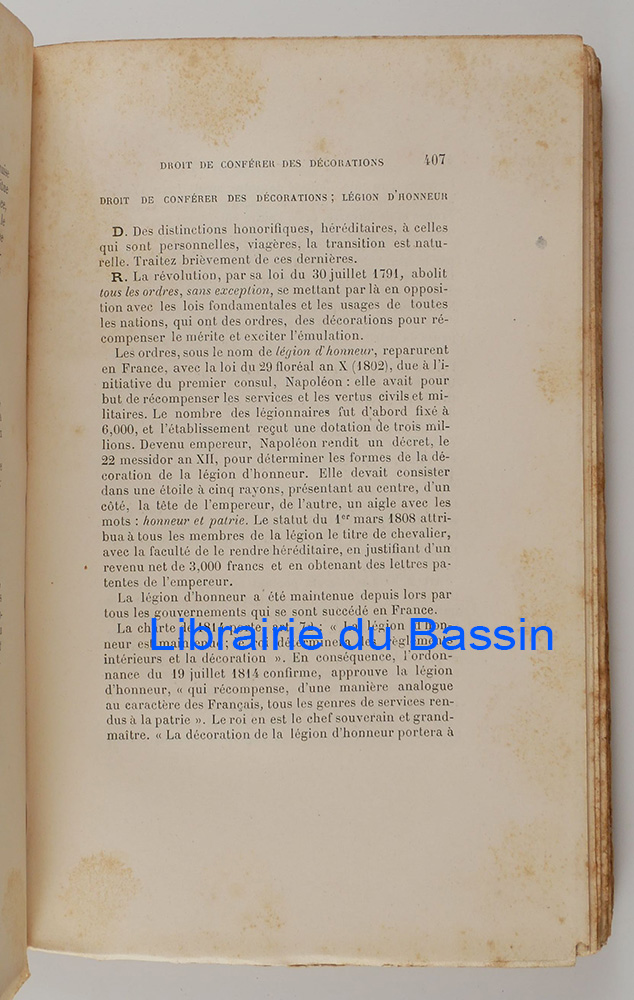 DROIT DE CONFÉRER DES DÉCORATIONS 407
DROIT DE CONFÉRER DES DÉCORATIONS ; LÉGION D'HONNEUR
D. Des distinctions honorifiques, héréditaires, à celles
qui sont personnelles, viagères, la transition est natu-
relle. Traitez brièvement de ces dernières.
R. La révolution, par sa loi du 30 juillet 1791, abolit
tous les ordres, sans exception, se mettant par là en opposi-
tion avec les lois fondamentales et les usages de toutes
les nations, qui ont des ordres, des décorations pour ré-
compenser le mérite et exciter l'émulation.
Les ordres, sous le nom de légion d'honneur, reparurent
en France, avec la loi du 29 floréal an X (1802), due à l'i-
nitiative du premier consul, Napoléon : elle avait pour
but de récompenser les services et les vertus civils et mi-
litaires. Le nombre des légionnaires fut d'abord fixé à
6,000, et l'établissement reçut une dotation de trois mil-
lions. Devenu empereur, Napoléon rendit un décret, le
22 messidor an XII, pour déterminer les formes de la dé-
coration de la légion d'honneur. Elle devait consister
dans une étoile à cinq rayons, présentant au centre, d'un
côté, la tête de l'empereur, de l'autre, un aigle avec les
mots : honneur et patrie. Le statut du 1er mars 1808 attri-
bua à tous les membres de la légion le titre de chevalier,
avec la faculté de le rendre héréditaire, en justifiant d'un
revenu net de 3,000 francs et en obtenant des lettres pa-
tentes de l'empereur.
La légion d'honneur a été maintenue depuis lors par
tous les gouvernements qui se sont succédé en France.
La charte de 1814 porte, art. : « La légion d'hon-
neur est maintenue; le roi déterminera les règlements
Librairie du Bassin
intérieurs et la décoration ». En conséquence, l'ordon-
nance du 19 juillet 1814 confirme, approuve la légion
d'honneur, « qui récompense, d'une manière analogue
au caractère des Français, tous les genres de services ren-
dus à la patrie ». Le roi en est le chef souverain et grand-
maître. « La décoration de la légion d'honneur portera à